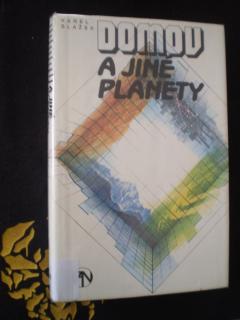 KAREL
BLAŽEK
DOMOV
A JINÉ
PLANETY